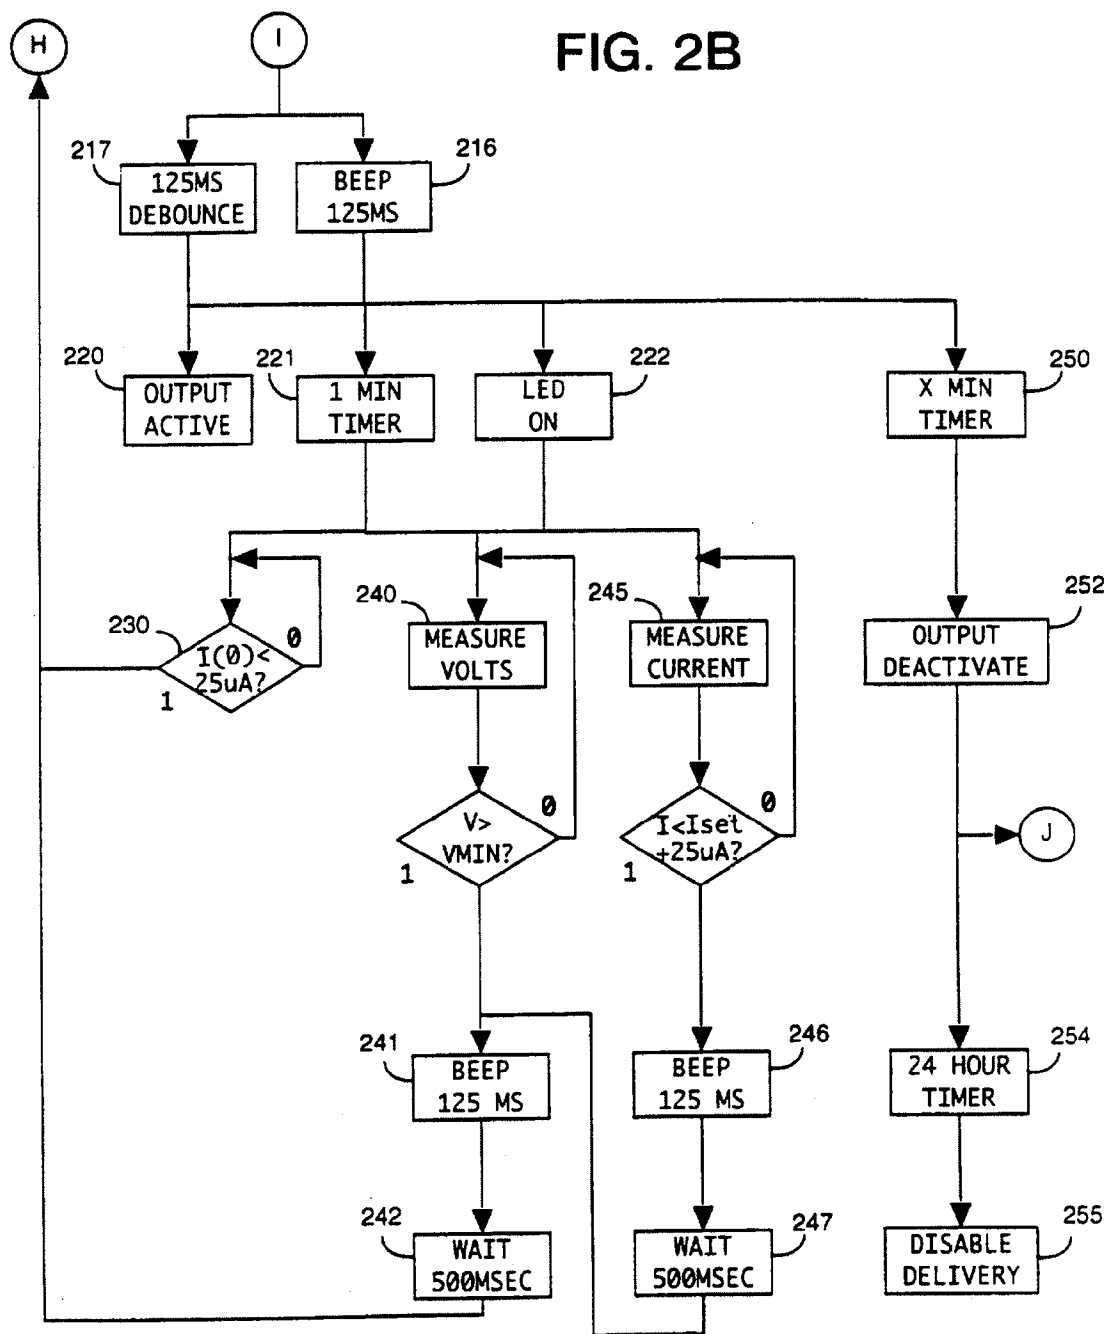 H
I
FIG. 2B
217
125MS
DEBOUNCE
216
BEEP
125MS
220
OUTPUT
ACTIVE
221
1 MIN
TIMER
222
LED
ON
250
X MIN
TIMER
230
I(0)<
25uA?
0
1
240
MEASURE
VOLTS
245
MEASURE
CURRENT
252
OUTPUT
DEACTIVATE
V>
VMIN?
0
1
I<Iset
+25uA?
0
1
J
241
BEEP
125 MS
246
BEEP
125 MS
254
24 HOUR
TIMER
242
WAIT
500MSEC
247
WAIT
500MSEC
255
DISABLE
DELIVERY